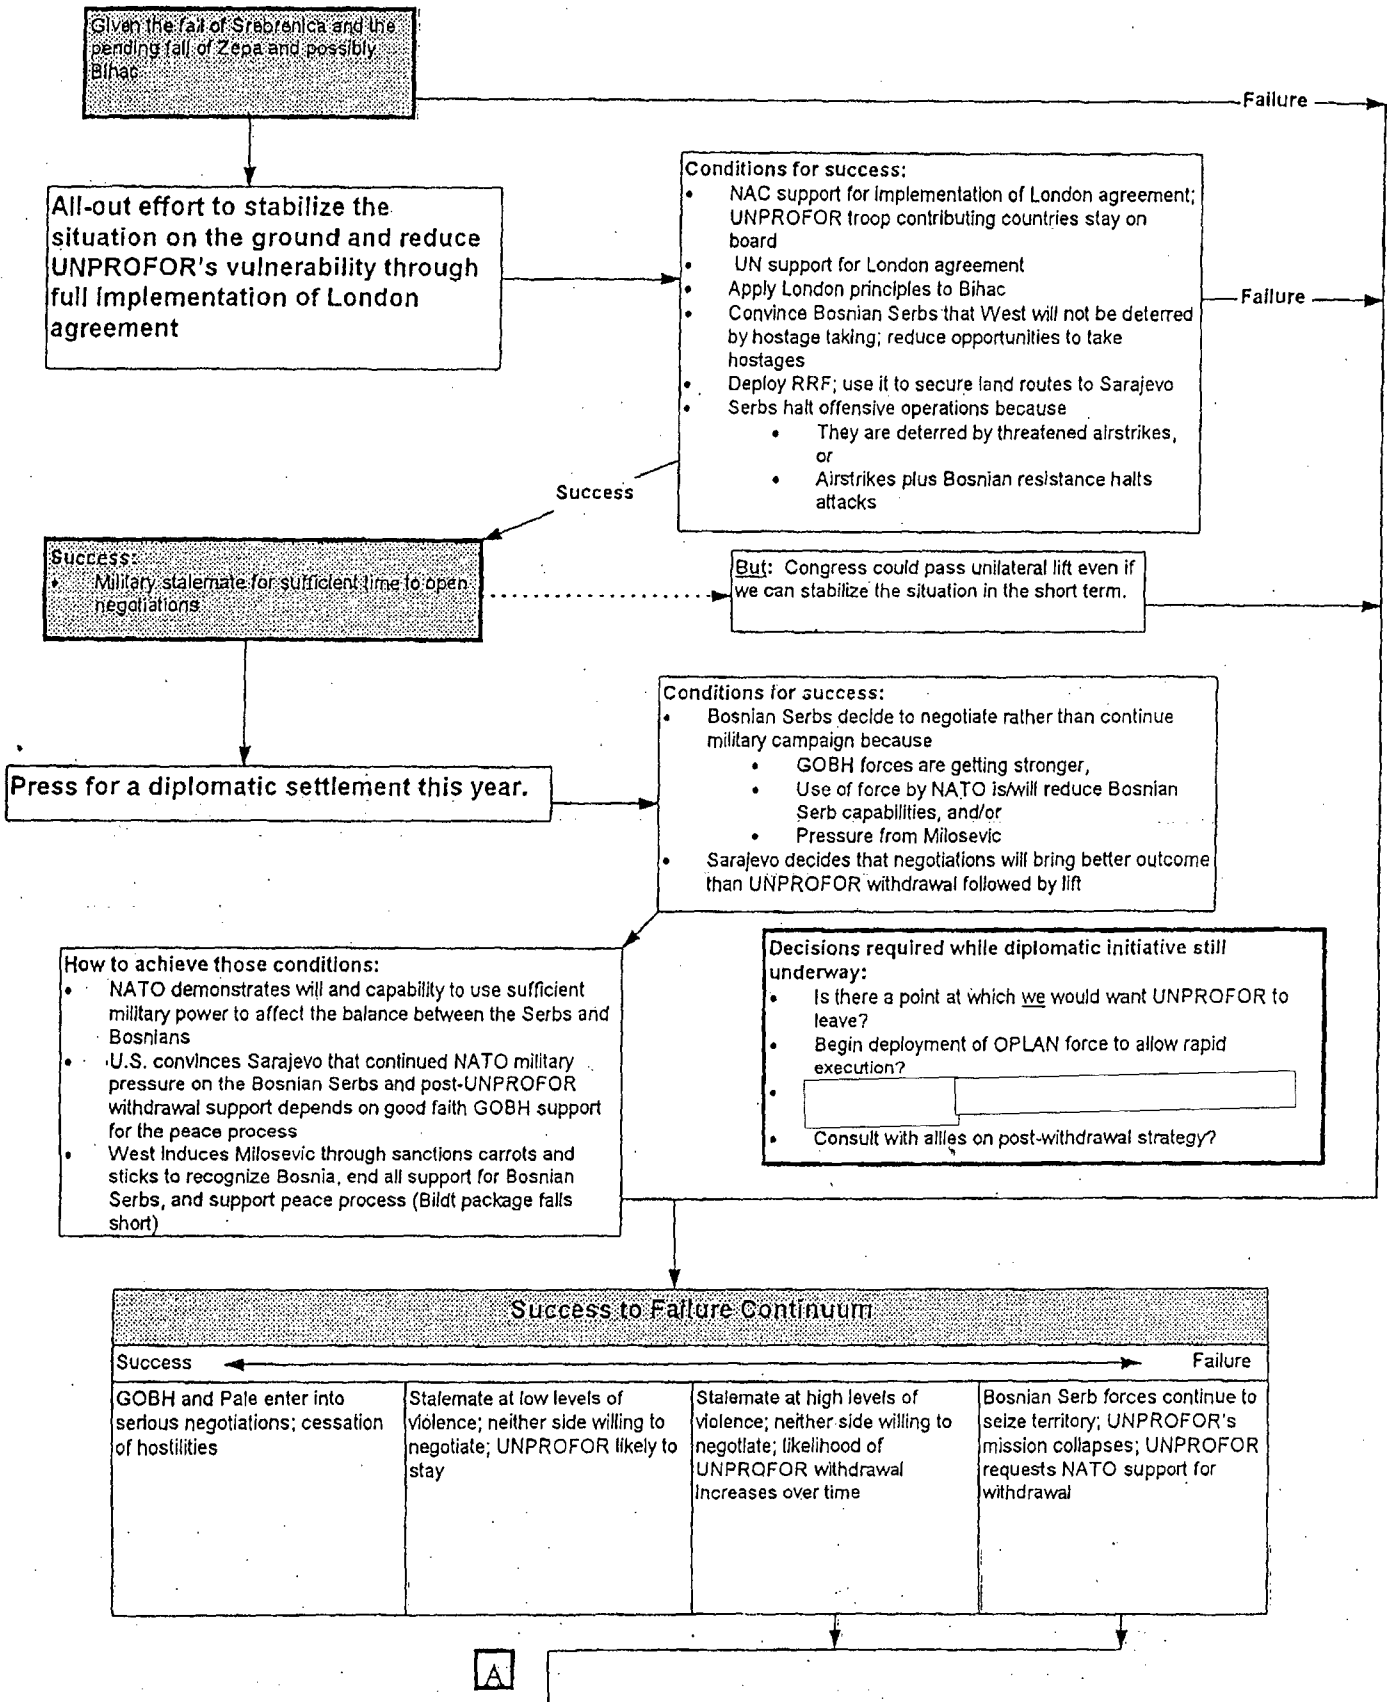 Given the fall of Srebrenica and the
pending fall of Zepa and possibly
Bihac
Failure
All-out effort to stabilize the
situation on the ground and reduce
UNPROFOR's vulnerability through
full implementation of London
agreement
Conditions for success:
• NAC support for implementation of London agreement;
UNPROFOR troop contributing countries stay on
board
• UN support for London agreement
• Apply London principles to Bihac
• Convince Bosnian Serbs that West will not be deterred
by hostage taking; reduce opportunities to take
hostages
• Deploy RRF; use it to secure land routes to Sarajevo
• Serbs halt offensive operations because
• They are deterred by threatened airstrikes,
or
• Airstrikes plus Bosnian resistance halts
attacks
Failure
Success
Success:
• Military stalemate for sufficient time to open
negotiations
But: Congress could pass unilateral lift even if
we can stabilize the situation in the short term.
Press for a diplomatic settlement this year.
Conditions for success:
• Bosnian Serbs decide to negotiate rather than continue
military campaign because
• GOBH forces are getting stronger,
• Use of force by NATO is/will reduce Bosnian
Serb capabilities, and/or
• Pressure from Milosevic
• Sarajevo decides that negotiations will bring better outcome
than UNPROFOR withdrawal followed by lift
How to achieve those conditions:
• NATO demonstrates will and capability to use sufficient
military power to affect the balance between the Serbs and
Bosnians
• U.S. convinces Sarajevo that continued NATO military
pressure on the Bosnian Serbs and post-UNPROFOR
withdrawal support depends on good faith GOBH support
for the peace process
• West induces Milosevic through sanctions carrots and
sticks to recognize Bosnia, end all support for Bosnian
Serbs, and support peace process (Bildt package falls
short)
Decisions required while diplomatic initiative still
underway:
• Is there a point at which we would want UNPROFOR to
leave?
• Begin deployment of OPLAN force to allow rapid
execution?
•
• Consult with allies on post-withdrawal strategy?
Success to Failure Continuum
Success Failure
GOBH and Pale enter into
serious negotiations; cessation
of hostilities
Stalemate at low levels of
violence; neither side willing to
negotiate; UNPROFOR likely to
stay
Stalemate at high levels of
violence; neither side willing to
negotiate; likelihood of
UNPROFOR withdrawal
increases over time
Bosnian Serb forces continue to
seize territory; UNPROFOR's
mission collapses; UNPROFOR
requests NATO support for
withdrawal
A